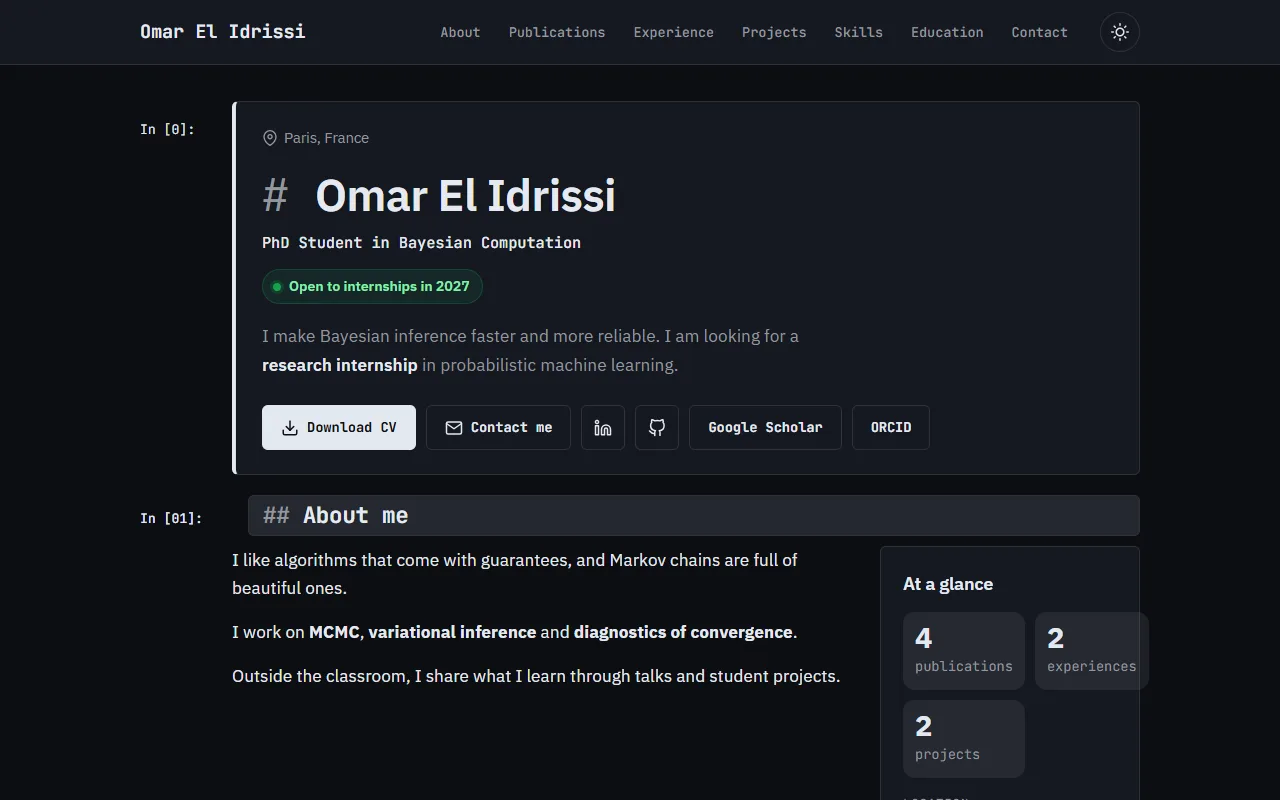 Omar El Idrissi
About Publications Experience Projects Skills Education Contact
In [0]:
Paris, France
# Omar El Idrissi
PhD Student in Bayesian Computation
Open to internships in 2027
I make Bayesian inference faster and more reliable. I am looking for a
research internship in probabilistic machine learning.
Download CV Contact me Google Scholar ORCID
In [01]:
## About me
I like algorithms that come with guarantees, and Markov chains are full of
beautiful ones.
I work on MCMC, variational inference and diagnostics of convergence.
Outside the classroom, I share what I learn through talks and student projects.
At a glance
4
publications
2
experiences
2
projects